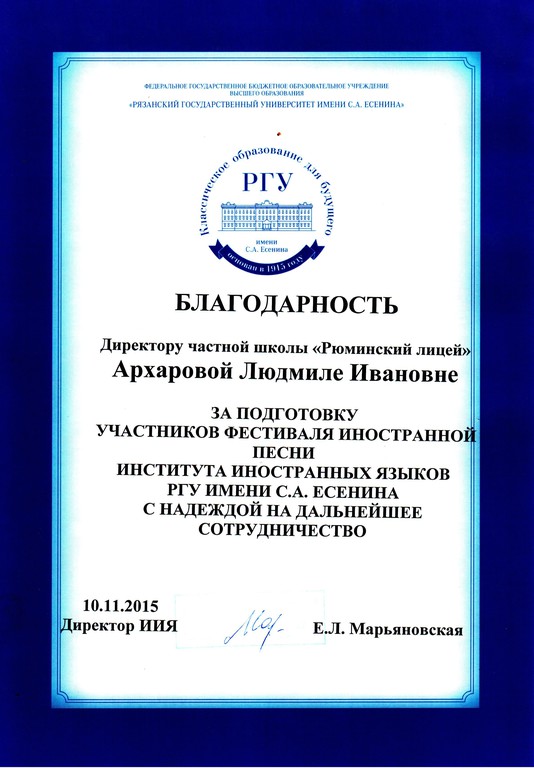 ФЕДЕРАЛЬНОЕ ГОСУДАРСТВЕННОЕ БЮДЖЕТНОЕ ОБРАЗОВАТЕЛЬНОЕ УЧРЕЖДЕНИЕ
ВЫСШЕГО ОБРАЗОВАНИЯ
«РЯЗАНСКИЙ ГОСУДАРСТВЕННЫЙ УНИВЕРСИТЕТ ИМЕНИ С.А. ЕСЕНИНА»
Классическое образование для будущего
РГУ
имени
С.А. Есенина
основан в 1915 году
БЛАГОДАРНОСТЬ
Директору частной школы «Рюминский лицей»
Архаровой Людмиле Ивановне
ЗА ПОДГОТОВКУ
УЧАСТНИКОВ ФЕСТИВАЛЯ ИНОСТРАННОЙ
ПЕСНИ
ИНСТИТУТА ИНОСТРАННЫХ ЯЗЫКОВ
РГУ ИМЕНИ С.А. ЕСЕНИНА
С НАДЕЖДОЙ НА ДАЛЬНЕЙШЕЕ
СОТРУДНИЧЕСТВО
10.11.2015
Директор ИИЯ
Е.Л. Марьяновская